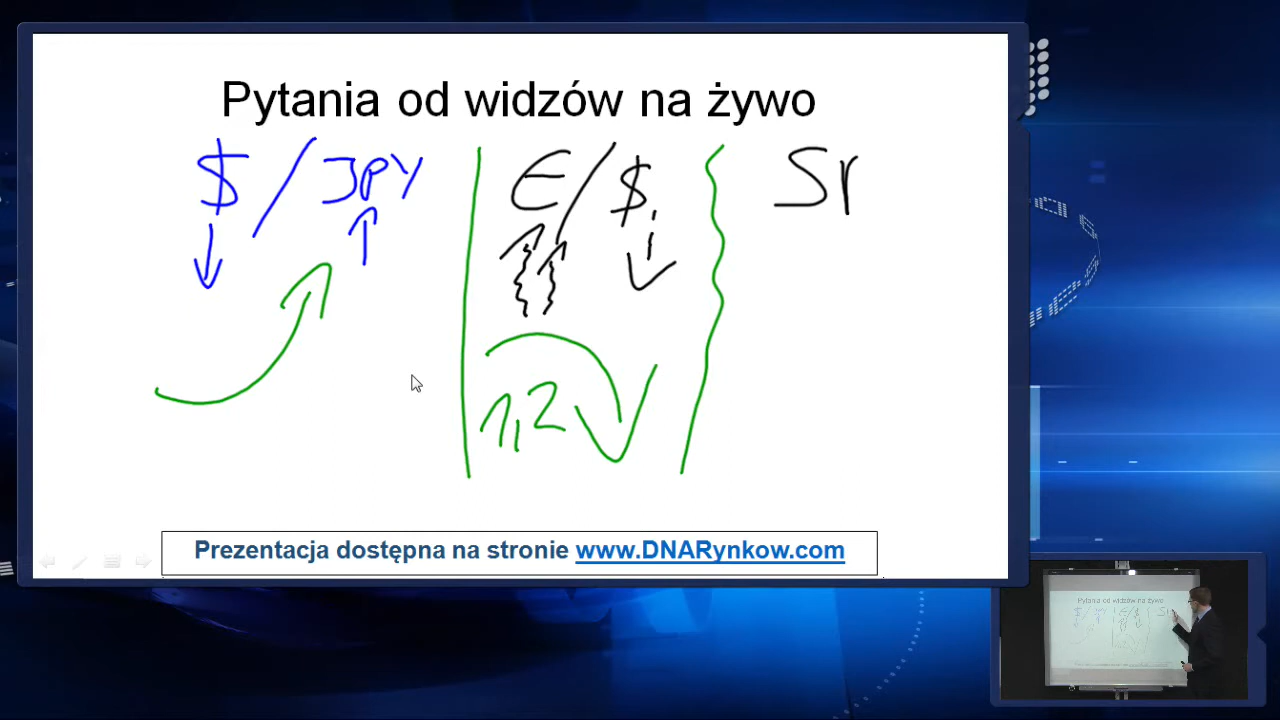 Pytania od widzów na żywo
$ / JPY € / $ Sr
1,2
Prezentacja dostępna na stronie www.DNARynkow.com